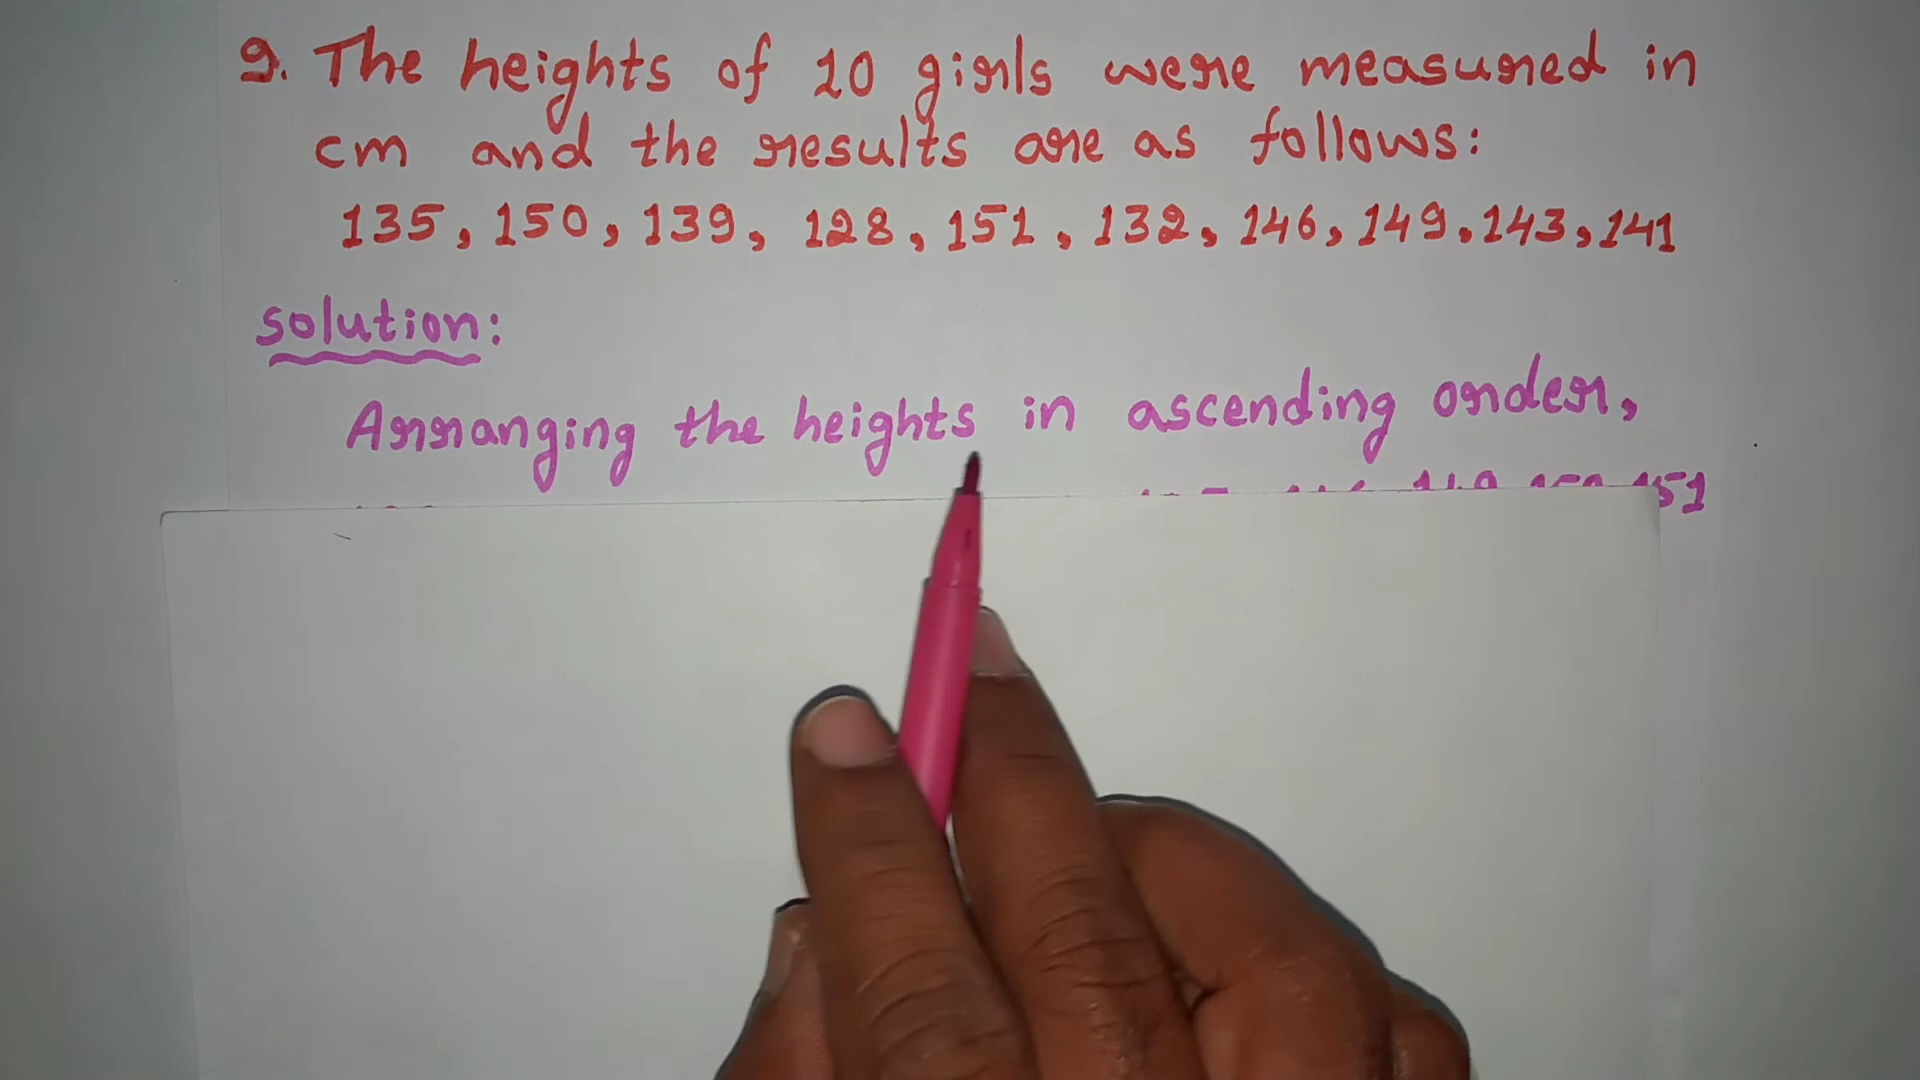 9. The heights of 10 girls were measured in
cm and the results are as follows:
135, 150, 139, 128, 151, 132, 146, 149, 143, 141
solution:
Arranging the heights in ascending order,
151